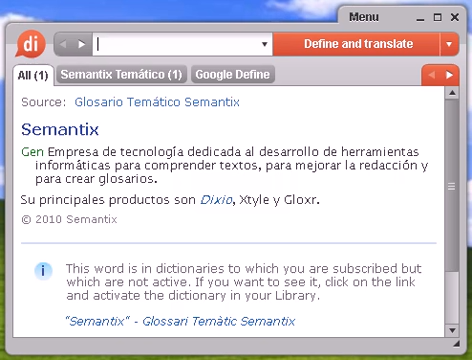 Menu
di
Define and translate
All (1)
Semantix Temático (1)
Google Define
Source: Glosario Temático Semantix
Semantix
Gen Empresa de tecnología dedicada al desarrollo de herramientas
informáticas para comprender textos, para mejorar la redacción y
para crear glosarios.
Su principales productos son Dixio, Xtyle y Gloxr.
© 2010 Semantix
i
This word is in dictionaries to which you are subscribed but
which are not active. If you want to see it, click on the link
and activate the dictionary in your Library.
"Semantix" - Glossari Temàtic Semantix